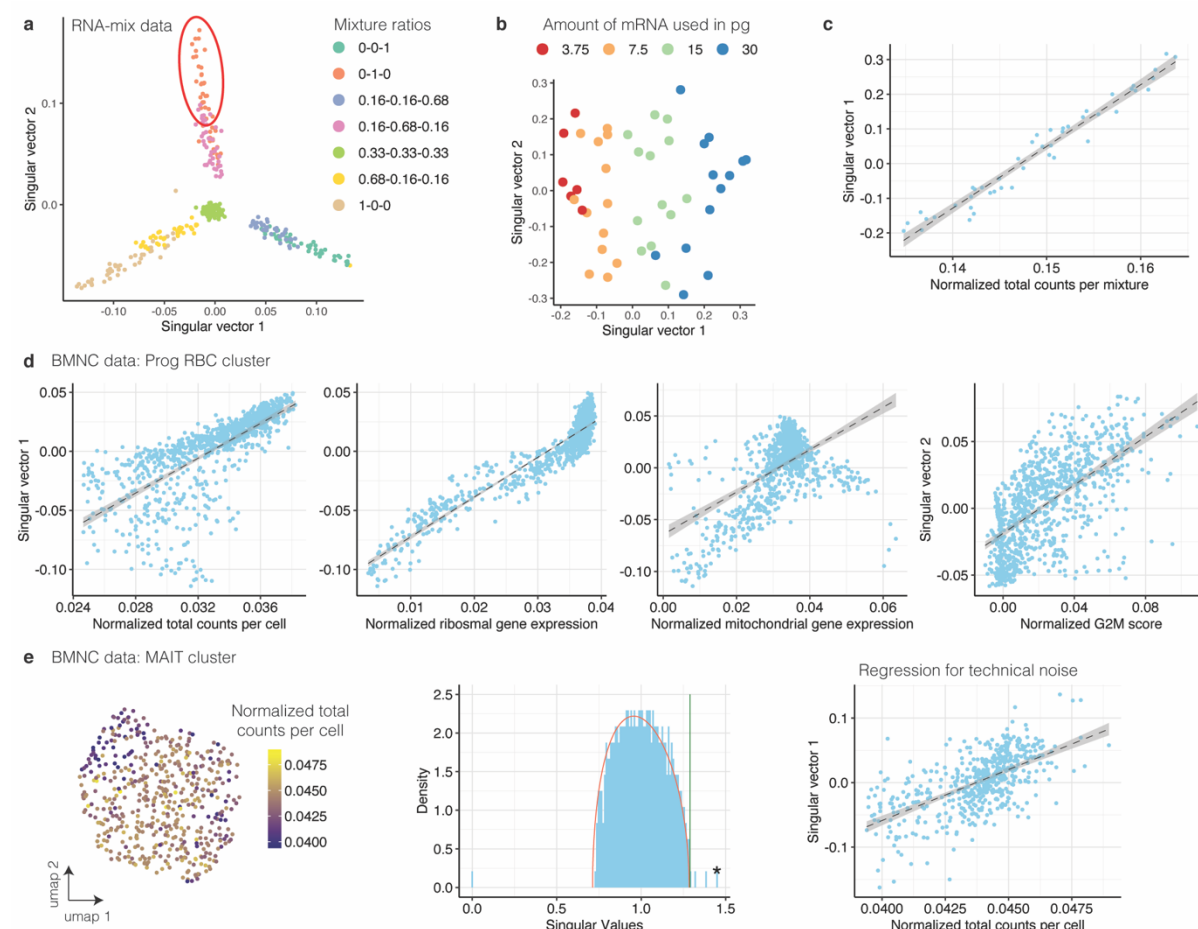 a RNA-mix data
Mixture ratios
0-0-1
0-1-0
0.16-0.16-0.68
0.16-0.68-0.16
0.33-0.33-0.33
0.68-0.16-0.16
1-0-0
Singular vector 2
0.1
0.0
-0.10 -0.05 0.00 0.05 0.10
Singular vector 1
b Amount of mRNA used in pg
3.75 7.5 15 30
Singular vector 2
0.3
0.2
0.1
0.0
-0.1
-0.2
-0.3
-0.2 -0.1 0.0 0.1 0.2 0.3
Singular vector 1
c
Singular vector 1
0.3
0.2
0.1
0.0
-0.1
-0.2
0.14 0.15 0.16
Normalized total counts per mixture
d BMNC data: Prog RBC cluster
Singular vector 1
0.05
0.00
-0.05
-0.10
0.024 0.028 0.032 0.036
Normalized total counts per cell
0.05
0.00
-0.05
-0.10
0.01 0.02 0.03 0.04
Normalized ribosmal gene expression
0.05
0.00
-0.05
-0.10
0.00 0.02 0.04 0.06
Normalized mitochondrial gene expression
Singular vector 2
0.05
0.00
-0.05
0.00 0.04 0.08
Normalized G2M score
e BMNC data: MAIT cluster
Normalized total
counts per cell
0.0475
0.0450
0.0425
0.0400
umap 2
umap 1
Density
2.5
2.0
1.5
1.0
0.5
0.0
*
0.0 0.5 1.0 1.5
Singular Values
Regression for technical noise
Singular vector 1
0.1
0.0
-0.1
0.0400 0.0425 0.0450 0.0475
Normalized total counts per cell